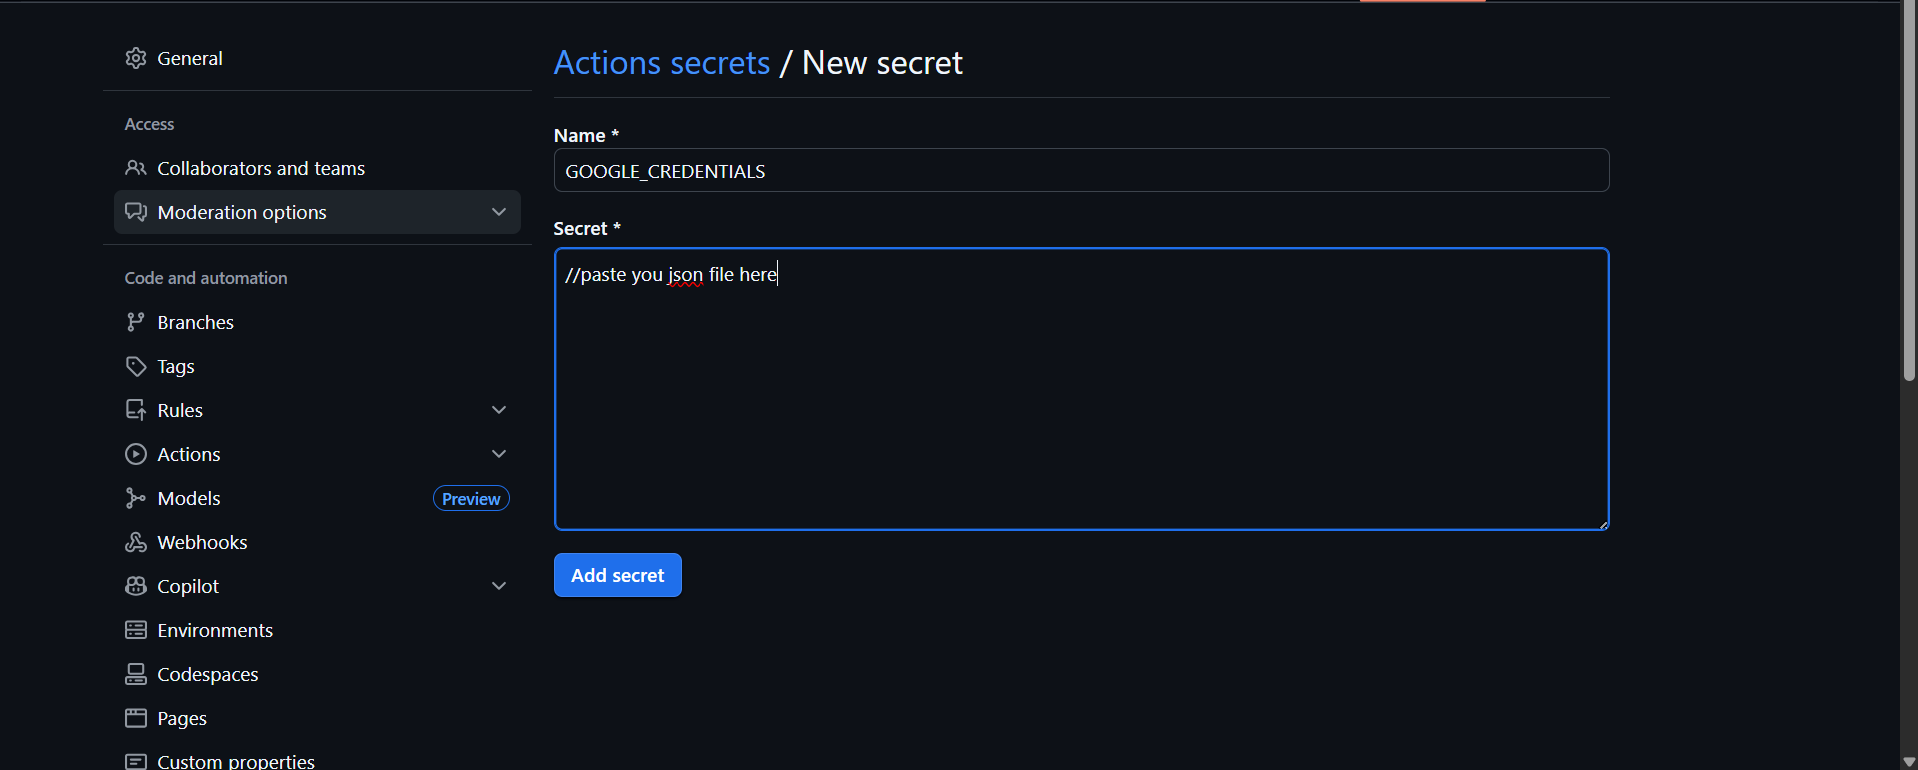 General
Access
Collaborators and teams
Moderation options
Code and automation
Branches
Tags
Rules
Actions
Models Preview
Webhooks
Copilot
Environments
Codespaces
Pages
Custom properties
Actions secrets / New secret
Name *
GOOGLE_CREDENTIALS
Secret *
//paste you json file here
Add secret